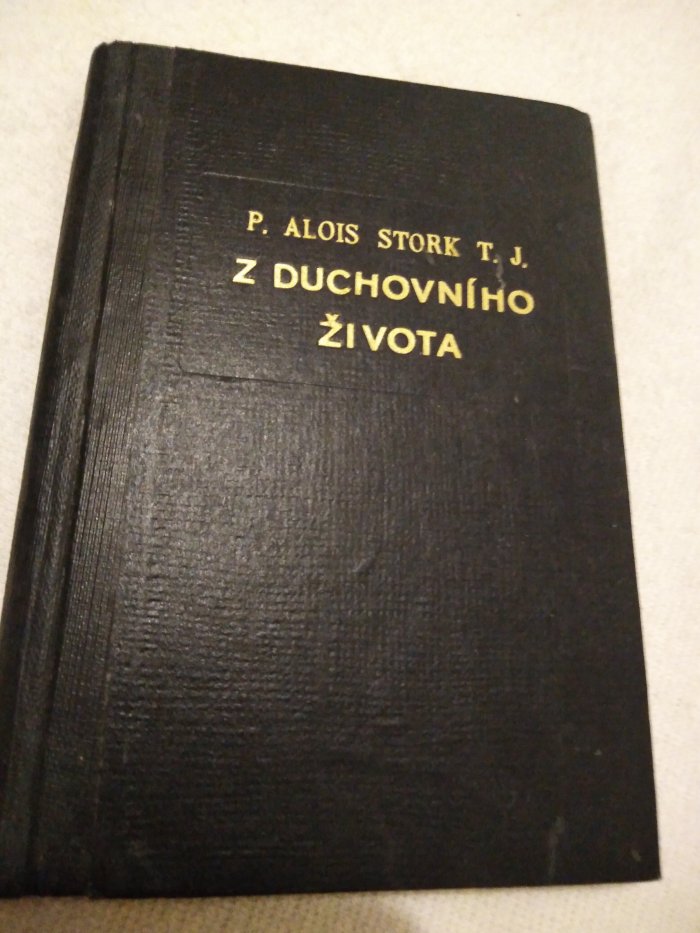 P. ALOIS STORK T. J.
Z DUCHOVNÍHO
ŽIVOTA